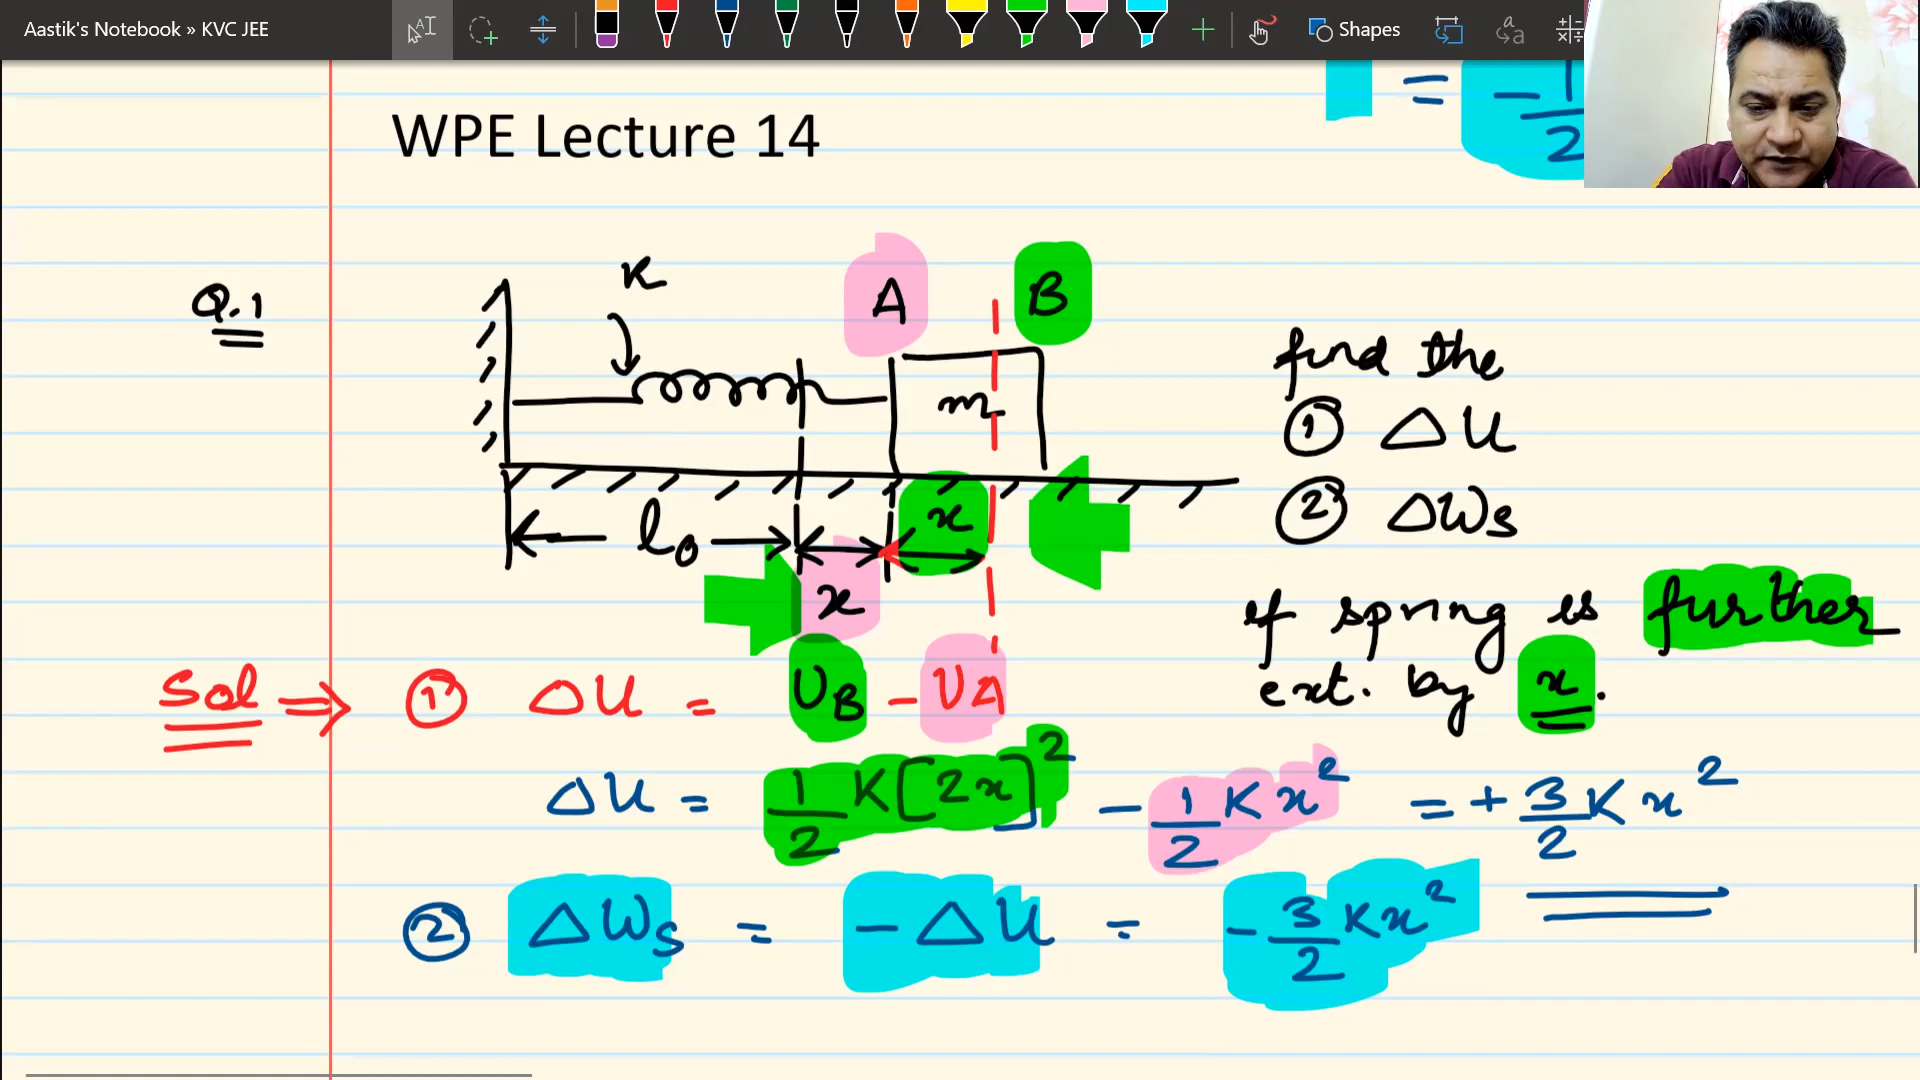 Aastik's Notebook » KVC JEE
Shapes
= -1/2
WPE Lecture 14
Q.1
K
A B
m
l0 x x
find the
① ΔU
② ΔWs
if spring is further
ext. by x.
Sol ⇒ ① ΔU = UB - UA
ΔU = 1/2 K[2x]² - 1/2 Kx² = + 3/2 Kx²
② ΔWs = - ΔU = - 3/2 Kx²